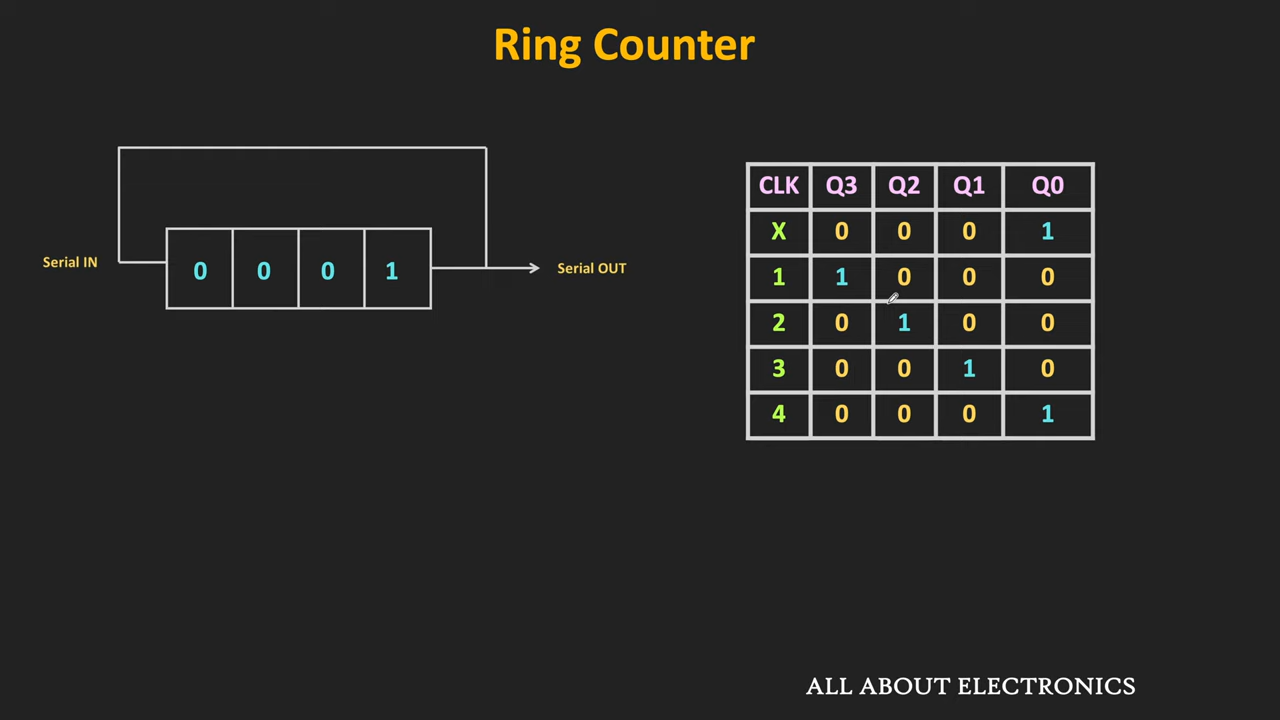 Ring Counter
Serial IN
0 0 0 1
Serial OUT
CLK Q3 Q2 Q1 Q0
X 0 0 0 1
1 1 0 0 0
2 0 1 0 0
3 0 0 1 0
4 0 0 0 1
ALL ABOUT ELECTRONICS